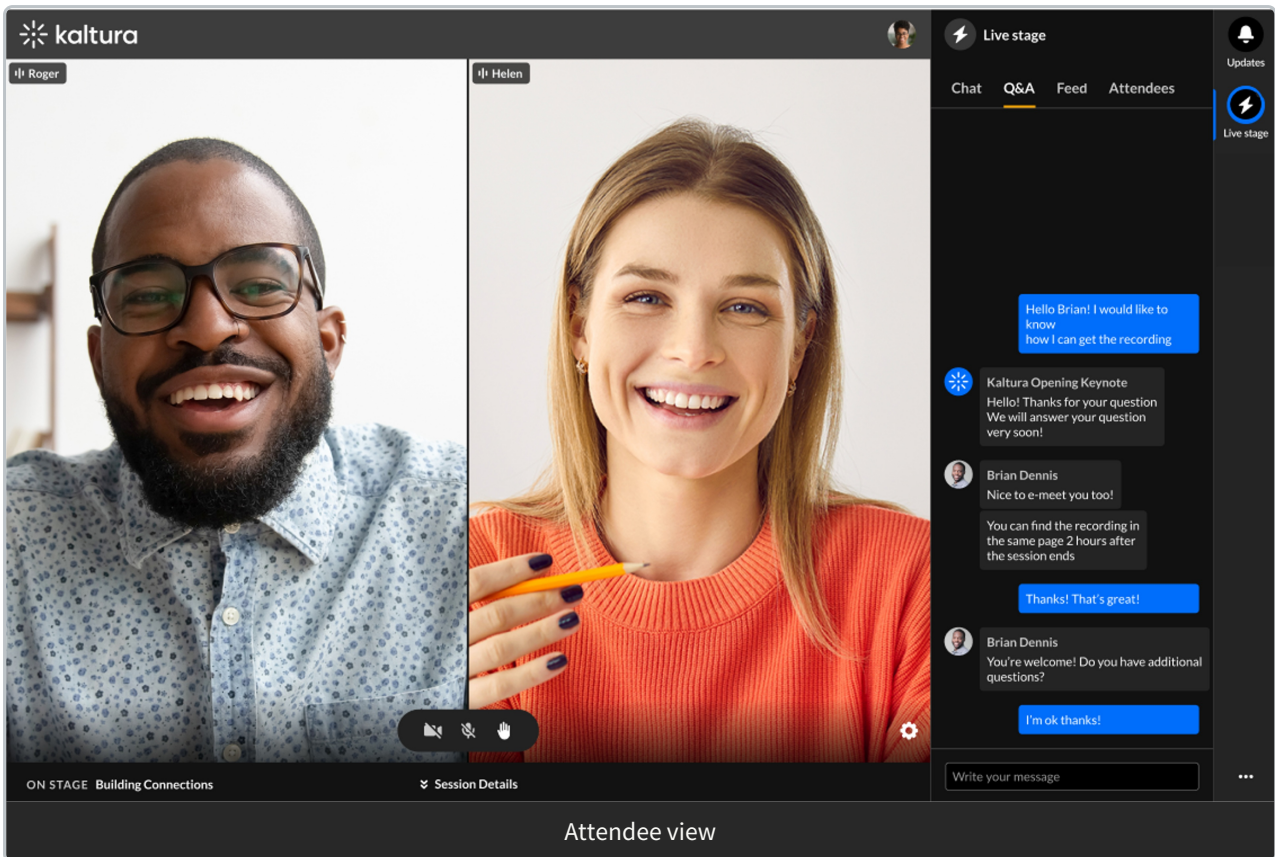 kaltura
Roger
Helen
ON STAGE Building Connections
Session Details
Live stage
Chat Q&A Feed Attendees
Hello Brian! I would like to
know
how I can get the recording
Kaltura Opening Keynote
Hello! Thanks for your question
We will answer your question
very soon!
Brian Dennis
Nice to e-meet you too!
You can find the recording in
the same page 2 hours after
the session ends
Thanks! That's great!
Brian Dennis
You're welcome! Do you have additional
questions?
I'm ok thanks!
Write your message
Updates
Live stage
Attendee view